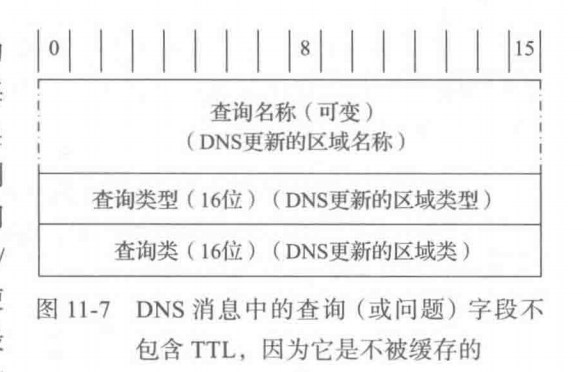 0 8 15
查询名称（可变）
（DNS更新的区域名称）
查询类型（16位）（DNS更新的区域类型）
查询类（16位）（DNS更新的区域类）
图 11-7 DNS 消息中的查询（或问题）字段不
包含 TTL，因为它是不被缓存的